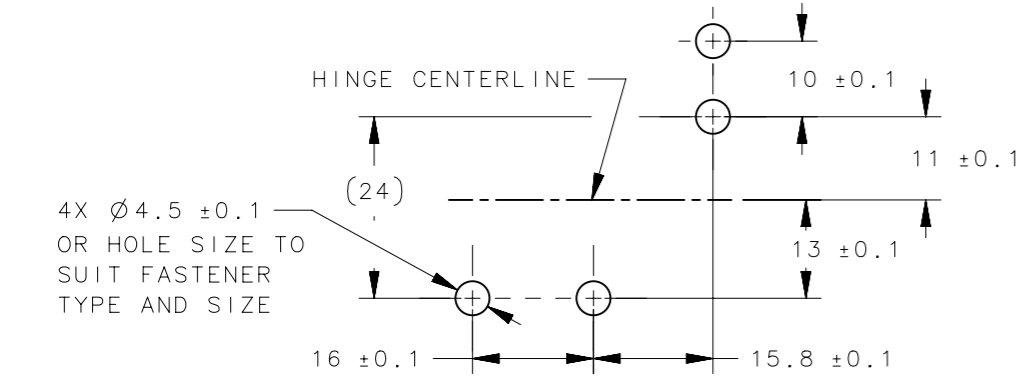 HINGE CENTERLINE
10 ±0.1
11 ±0.1
(24)
4X Ø4.5 ±0.1
OR HOLE SIZE TO
SUIT FASTENER
TYPE AND SIZE
13 ±0.1
16 ±0.1
15.8 ±0.1